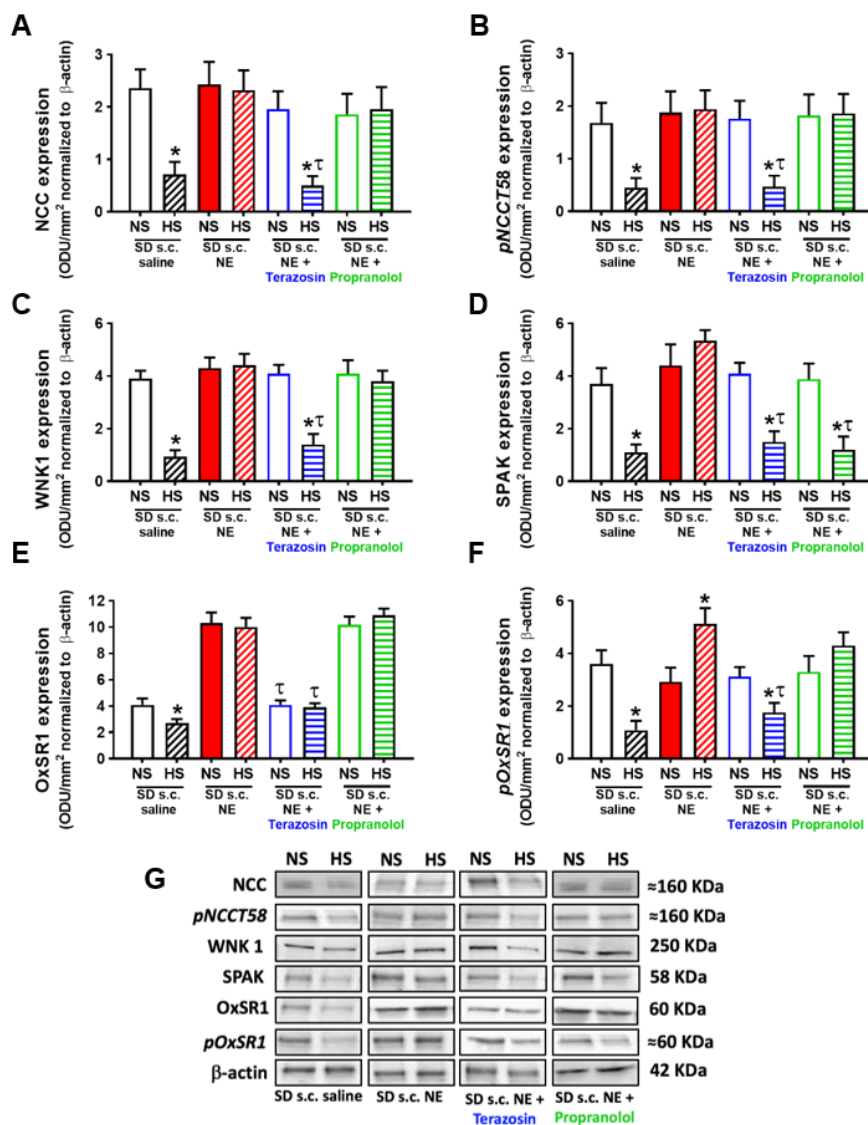 A
NCC expression
(ODU/mm² normalized to β-actin)
3
2
1
0
*
*τ
NS HS NS HS NS HS NS HS
SD s.c. SD s.c. SD s.c. SD s.c.
saline NE NE + NE +
Terazosin Propranolol
B
pNCCT58 expression
(ODU/mm² normalized to β-actin)
3
2
1
0
*
*τ
NS HS NS HS NS HS NS HS
SD s.c. SD s.c. SD s.c. SD s.c.
saline NE NE + NE +
Terazosin Propranolol
C
WNK1 expression
(ODU/mm² normalized to β-actin)
6
4
2
0
*
*τ
NS HS NS HS NS HS NS HS
SD s.c. SD s.c. SD s.c. SD s.c.
saline NE NE + NE +
Terazosin Propranolol
D
SPAK expression
(ODU/mm² normalized to β-actin)
6
4
2
0
*
*τ
*τ
NS HS NS HS NS HS NS HS
SD s.c. SD s.c. SD s.c. SD s.c.
saline NE NE + NE +
Terazosin Propranolol
E
OxSR1 expression
(ODU/mm² normalized to β-actin)
12
10
8
6
4
2
0
*
τ
τ
NS HS NS HS NS HS NS HS
SD s.c. SD s.c. SD s.c. SD s.c.
saline NE NE + NE +
Terazosin Propranolol
F
pOxSR1 expression
(ODU/mm² normalized to β-actin)
6
4
2
0
*
*
*τ
NS HS NS HS NS HS NS HS
SD s.c. SD s.c. SD s.c. SD s.c.
saline NE NE + NE +
Terazosin Propranolol
G
NS HS NS HS NS HS NS HS
NCC ≈160 KDa
pNCCT58 ≈160 KDa
WNK 1 250 KDa
SPAK 58 KDa
OxSR1 60 KDa
pOxSR1 ≈60 KDa
β-actin 42 KDa
SD s.c. saline SD s.c. NE SD s.c. NE + SD s.c. NE +
Terazosin Propranolol